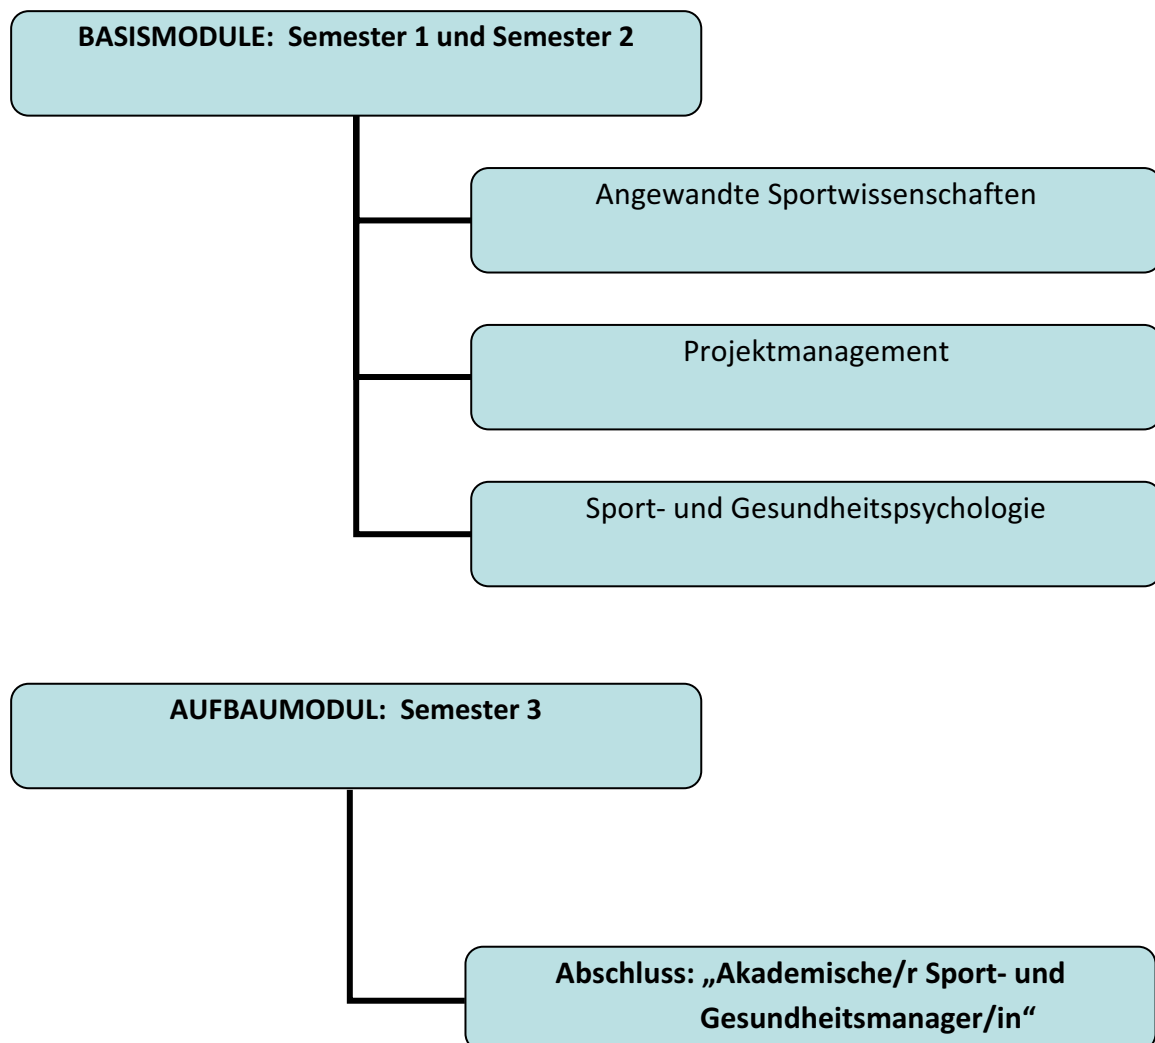 BASISMODULE:  Semester 1 und Semester 2
Angewandte Sportwissenschaften
Projektmanagement
Sport- und Gesundheitspsychologie
AUFBAUMODUL:  Semester 3
Abschluss: „Akademische/r Sport- und
Gesundheitsmanager/in“